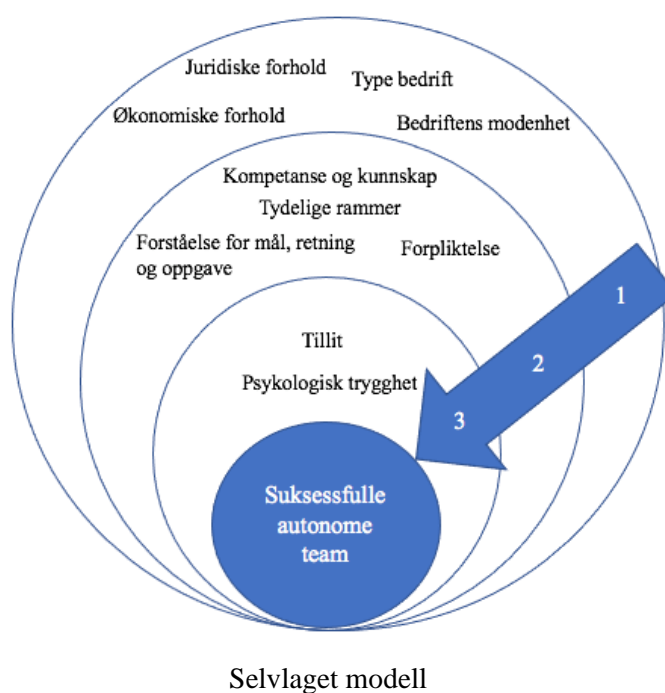 Juridiske forhold
Type bedrift
Økonomiske forhold
Bedriftens modenhet
Kompetanse og kunnskap
Tydelige rammer
Forståelse for mål, retning
og oppgave
Forpliktelse
1
2
3
Tillit
Psykologisk trygghet
Suksessfulle
autonome
team
Selvlaget modell